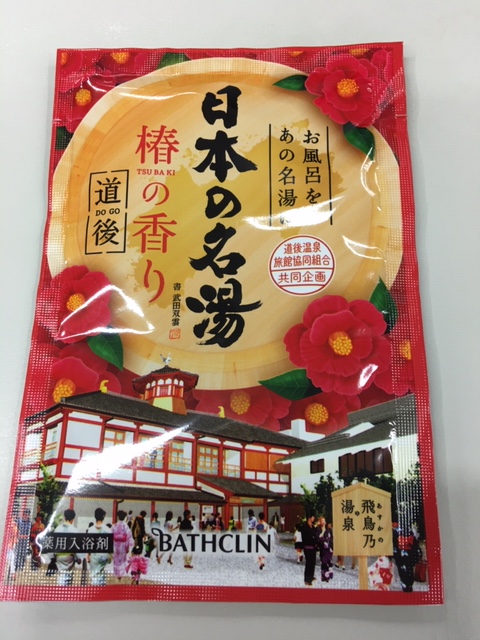 お風呂を
あの名湯に
日本の名湯
道後温泉
旅館協同組合
共同企画
椿の香り
TSU BA KI
道後
DO GO
書 武田双雲
あすかの
飛鳥乃
湯泉
ゆ
薬用入浴剤
BATHCLIN